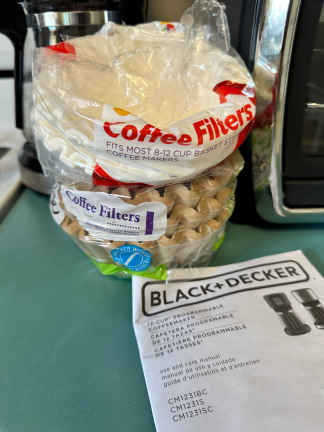 Coffee Filters
FITS MOST 8-12 CUP BASKET S
COFFEE MAKERS
Coffee Filters
BLACK+DECKER
12-CUP* PROGRAMMABLE
COFFEEMAKER
CAFETERA PROGRAMABLE
DE 12 TAZAS*
CAFETIÈRE PROGRAMMABLE
DE 12 TASSES*
use and care manual
manual de uso y cuidado
guide d'utilisation et d'entretien
CM1231BC
CM1231S
CM1231SC